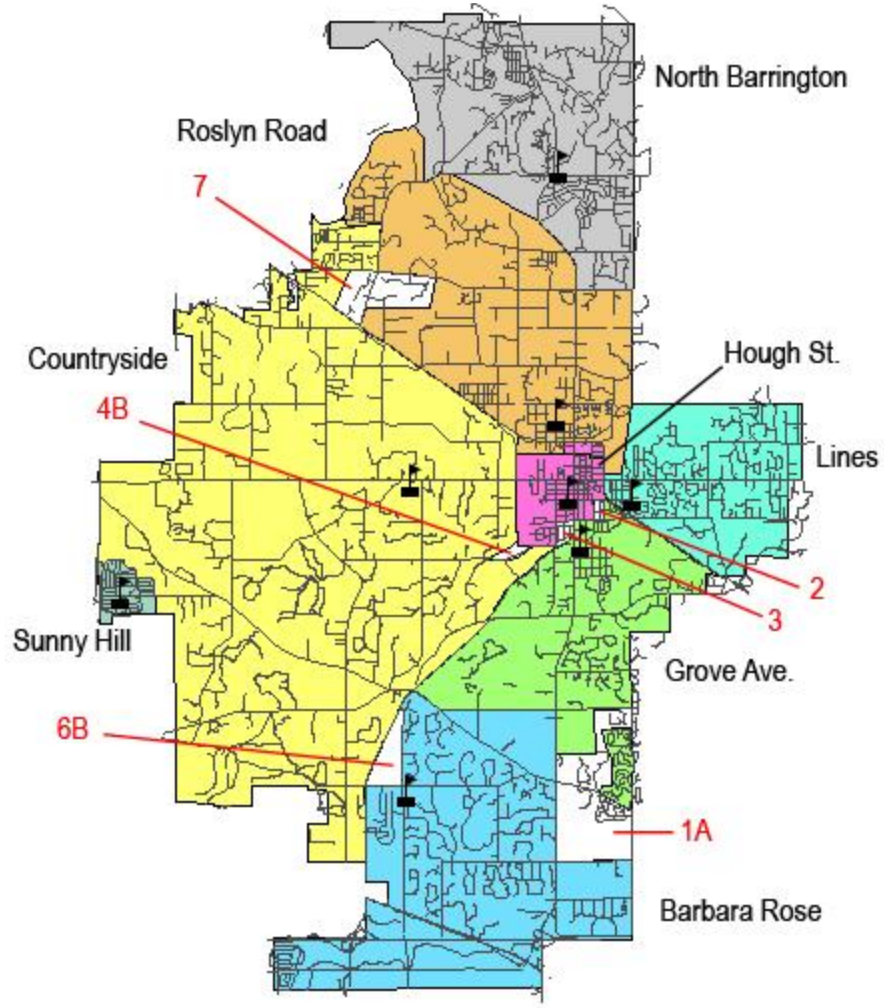 North Barrington
Roslyn Road
7
Hough St.
Countryside
4B
Lines
2
3
Sunny Hill
Grove Ave.
6B
1A
Barbara Rose